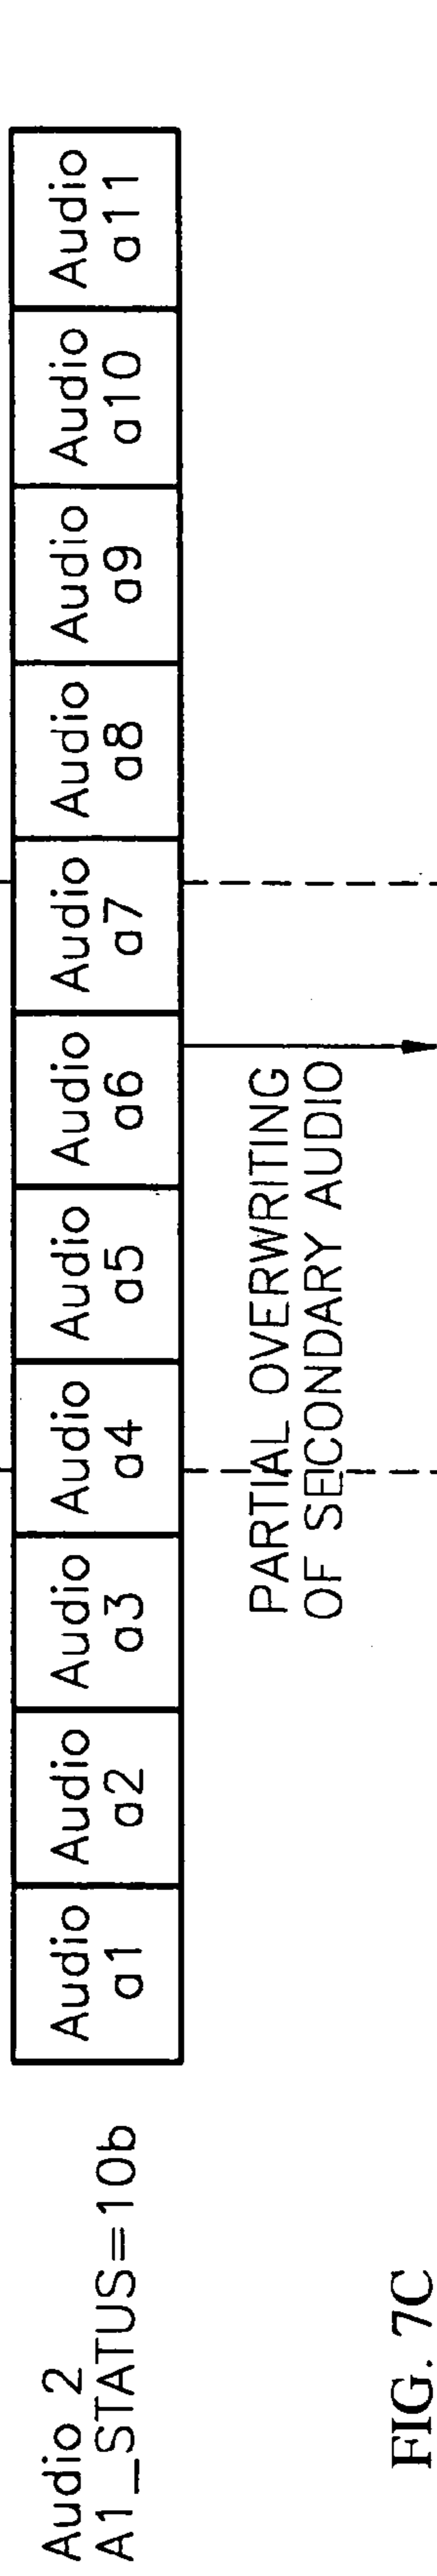 Audio 2
A1_STATUS=10b
Audio a1
Audio a2
Audio a3
Audio a4
Audio a5
Audio a6
Audio a7
Audio a8
Audio a9
Audio a10
Audio a11
PARTIAL OVERWRITING
OF SECONDARY AUDIO
FIG. 7C